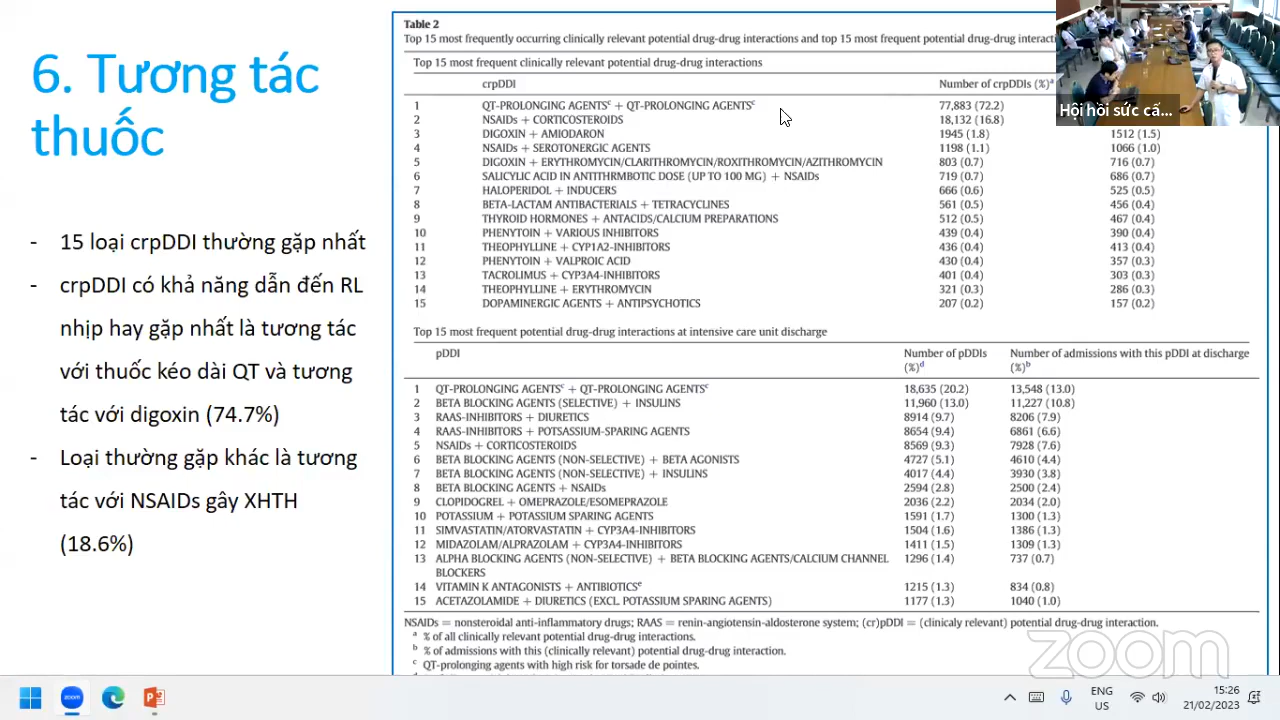 6. Tương tác
thuốc
- 15 loại crpDDI thường gặp nhất
- crpDDI có khả năng dẫn đến RL
nhịp hay gặp nhất là tương tác
với thuốc kéo dài QT và tương
tác với digoxin (74.7%)
- Loại thường gặp khác là tương
tác với NSAIDs gây XHTH
(18.6%)
Table 2
Top 15 most frequently occurring clinically relevant potential drug-drug interactions and top 15 most frequent potential drug-drug
Top 15 most frequent clinically relevant potential drug-drug interactions
crpDDI Number of crpDDIs (%)a
1 QT-PROLONGING AGENTSc + QT-PROLONGING AGENTSc 77,883 (72.2)
2 NSAIDs + CORTICOSTEROIDS 18,132 (16.8)
3 DIGOXIN + AMIODARON 1945 (1.8) 1512 (1.5)
4 NSAIDs + SEROTONERGIC AGENTS 1198 (1.1) 1066 (1.0)
5 DIGOXIN + ERYTHROMYCIN/CLARITHROMYCIN/ROXITHROMYCIN/AZITHROMYCIN 803 (0.7) 716 (0.7)
6 SALICYLIC ACID IN ANTITHRMBOTIC DOSE (UP TO 100 MG) + NSAIDs 719 (0.7) 686 (0.7)
7 HALOPERIDOL + INDUCERS 666 (0.6) 525 (0.5)
8 BETA-LACTAM ANTIBACTERIALS + TETRACYCLINES 561 (0.5) 456 (0.4)
9 THYROID HORMONES + ANTACIDS/CALCIUM PREPARATIONS 512 (0.5) 467 (0.4)
10 PHENYTOIN + VARIOUS INHIBITORS 439 (0.4) 390 (0.4)
11 THEOPHYLLINE + CYP1A2-INHIBITORS 436 (0.4) 413 (0.4)
12 PHENYTOIN + VALPROIC ACID 430 (0.4) 357 (0.3)
13 TACROLIMUS + CYP3A4-INHIBITORS 401 (0.4) 303 (0.3)
14 THEOPHYLLINE + ERYTHROMYCIN 321 (0.3) 286 (0.3)
15 DOPAMINERGIC AGENTS + ANTIPSYCHOTICS 207 (0.2) 157 (0.2)
Top 15 most frequent potential drug-drug interactions at intensive care unit discharge
pDDI Number of pDDIs Number of admissions with this pDDI at discharge
(%)d (%)b
1 QT-PROLONGING AGENTSc + QT-PROLONGING AGENTSc 18,635 (20.2) 13,548 (13.0)
2 BETA BLOCKING AGENTS (SELECTIVE) + INSULINS 11,960 (13.0) 11,227 (10.8)
3 RAAS-INHIBITORS + DIURETICS 8914 (9.7) 8206 (7.9)
4 RAAS-INHIBITORS + POTSASSIUM-SPARING AGENTS 8654 (9.4) 6861 (6.6)
5 NSAIDs + CORTICOSTEROIDS 8569 (9.3) 7928 (7.6)
6 BETA BLOCKING AGENTS (NON-SELECTIVE) + BETA AGONISTS 4727 (5.1) 4610 (4.4)
7 BETA BLOCKING AGENTS (NON-SELECTIVE) + INSULINS 4017 (4.4) 3930 (3.8)
8 BETA BLOCKING AGENTS + NSAIDs 2594 (2.8) 2500 (2.4)
9 CLOPIDOGREL + OMEPRAZOLE/ESOMEPRAZOLE 2036 (2.2) 2034 (2.0)
10 POTASSIUM + POTASSIUM SPARING AGENTS 1591 (1.7) 1300 (1.3)
11 SIMVASTATIN/ATORVASTATIN + CYP3A4-INHIBITORS 1504 (1.6) 1386 (1.3)
12 MIDAZOLAM/ALPRAZOLAM + CYP3A4-INHIBITORS 1411 (1.5) 1309 (1.3)
13 ALPHA BLOCKING AGENTS (NON-SELECTIVE) + BETA BLOCKING AGENTS/CALCIUM CHANNEL 1296 (1.4) 737 (0.7)
BLOCKERS
14 VITAMIN K ANTAGONISTS + ANTIBIOTICSe 1215 (1.3) 834 (0.8)
15 ACETAZOLAMIDE + DIURETICS (EXCL. POTASSIUM SPARING AGENTS) 1177 (1.3) 1040 (1.0)
NSAIDs = nonsteroidal anti-inflammatory drugs; RAAS = renin-angiotensin-aldosterone system; (cr)pDDI = (clinicaly relevant) potential drug-drug interaction.
a % of all clinically relevant potential drug-drug interactions.
b % of admissions with this (clinically relevant) potential drug-drug interaction.
c QT-prolonging agents with high risk for torsade de pointes.
Hội hồi sức cấ...
zoom
zoom
ENG
US
15:26
21/02/2023